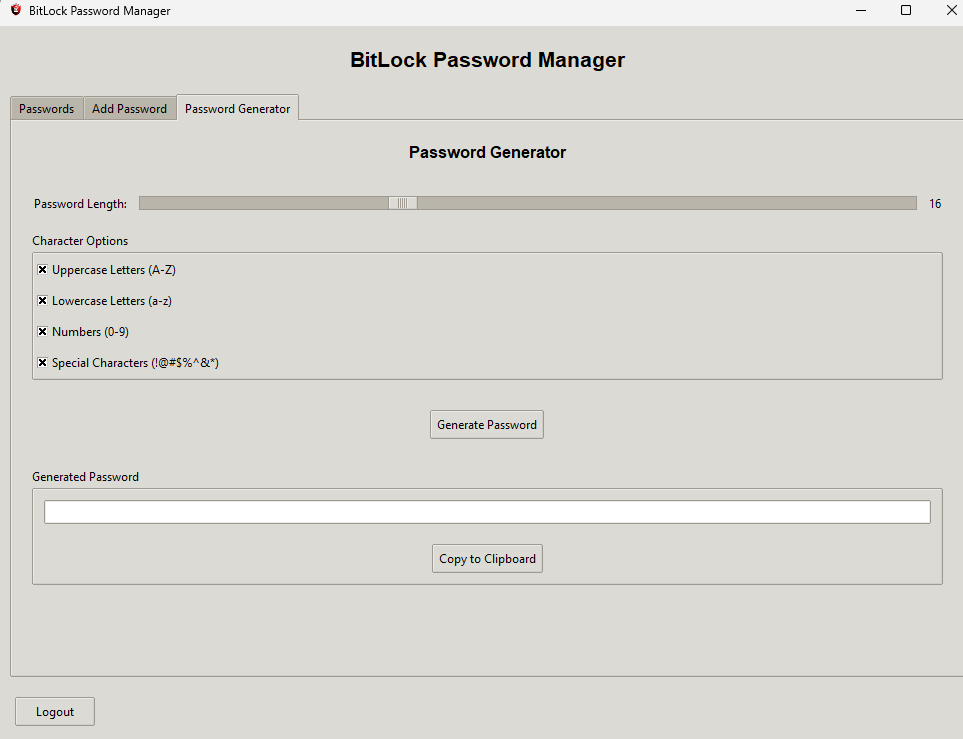 BitLock Password Manager
BitLock Password Manager
Passwords Add Password Password Generator
Password Generator
Password Length: 16
Character Options
Uppercase Letters (A-Z)
Lowercase Letters (a-z)
Numbers (0-9)
Special Characters (!@#$%^&*)
Generate Password
Generated Password
Copy to Clipboard
Logout